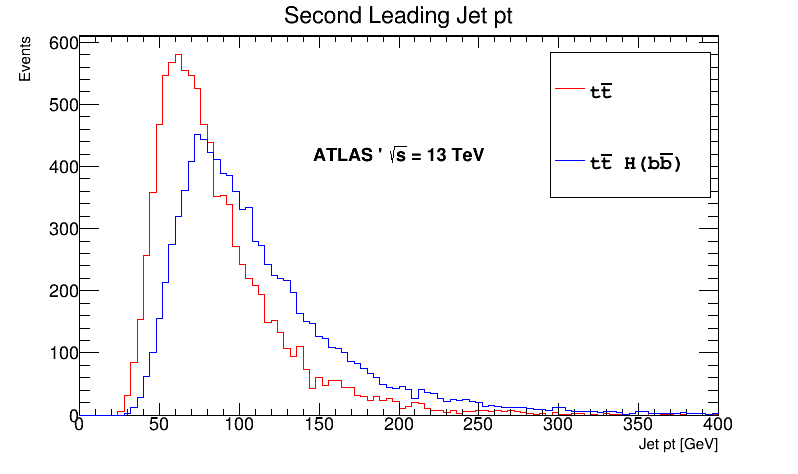 Second Leading Jet pt
Events
600
500
400
300
200
100
0
tt̅
tt̅ H(bb̅)
ATLAS ' √s = 13 TeV
0 50 100 150 200 250 300 350 400
Jet pt [GeV]